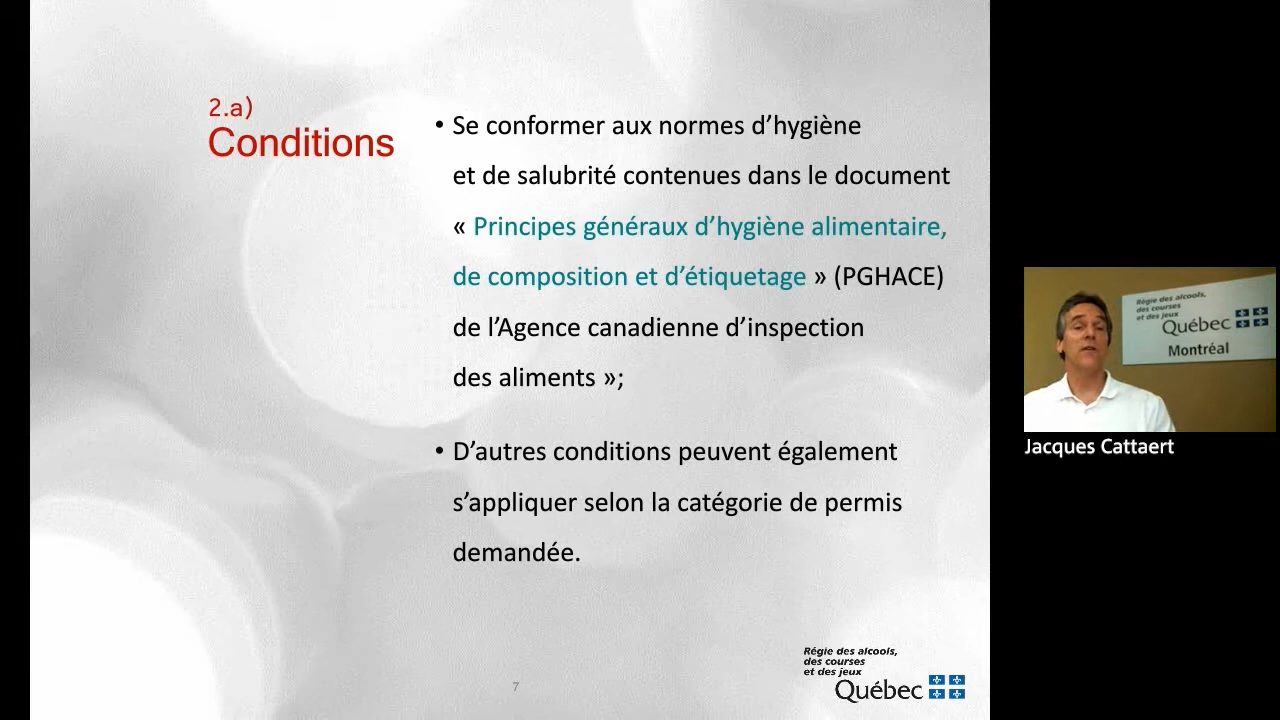 2.a)
Conditions
• Se conformer aux normes d’hygiène
et de salubrité contenues dans le document
« Principes généraux d’hygiène alimentaire,
de composition et d’étiquetage » (PGHACE)
de l’Agence canadienne d’inspection
des aliments »;
• D’autres conditions peuvent également
s’appliquer selon la catégorie de permis
demandée.
7
Régie des alcools,
des courses
et des jeux
Québec
Régie des alcools,
des courses
et des jeux
Québec
Montréal
Jacques Cattaert